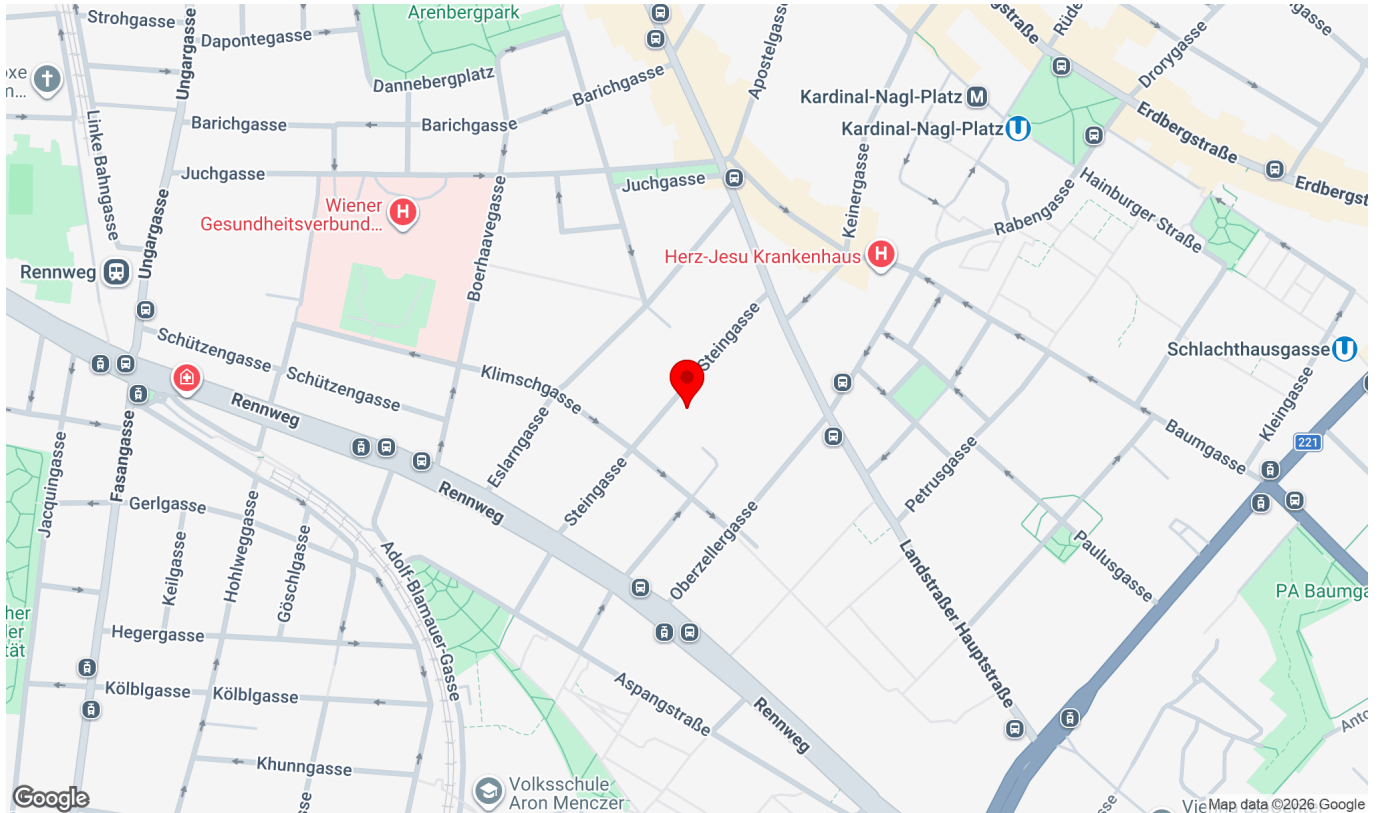 Arenbergpark
Strohgasse
Dapontegasse
Ungargasse
Apostelgasse
Drorygasse
Dannebergplatz
Barichgasse
Kardinal-Nagl-Platz
Kardinal-Nagl-Platz
Erdbergstraße
Linke Bahngasse
Barichgasse
Barichgasse
Juchgasse
Juchgasse
Boerhaavegasse
Keinergasse
Hainburger Straße
Wiener
Gesundheitsverbund...
Rabengasse
Ungargasse
Herz-Jesu Krankenhaus
Rennweg
Schützengasse
Schützengasse
Klimschgasse
Steingasse
Schlachthausgasse
Kleingasse
Rennweg
Eslarngasse
Baumgasse
221
Jacquingasse
Fasangasse
Steingasse
Petrusgasse
Rennweg
Gerlgasse
Oberzellergasse
Landstraßer Hauptstraße
Paulusgasse
Keilgasse
Hohlweggasse
Göschlgasse
Adolf-Blamauer-Gasse
Hegergasse
Kölblgasse
Kölblgasse
Aspangstraße
Rennweg
Khunngasse
Volksschule
Aron Menczer
Google
Map data ©2026 Google